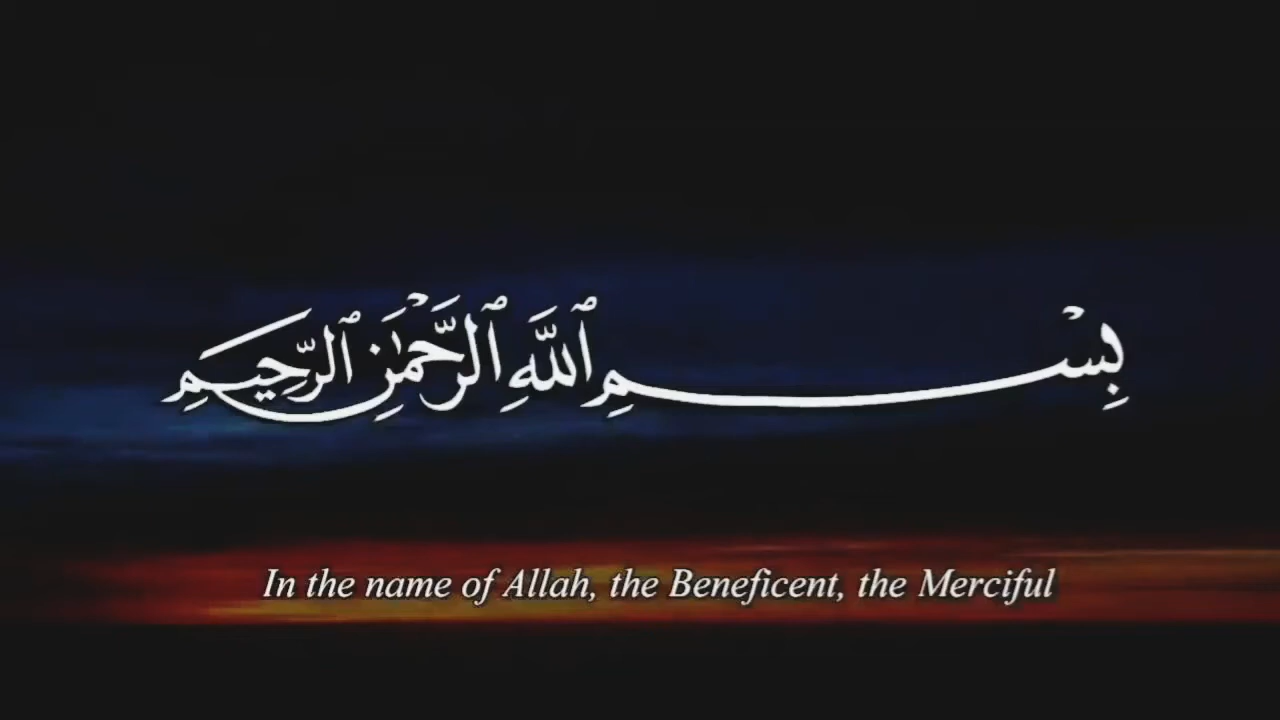 بِسْمِ ٱللَّهِ ٱلرَّحْمَٰنِ ٱلرَّحِيمِ
In the name of Allah, the Beneficent, the Merciful